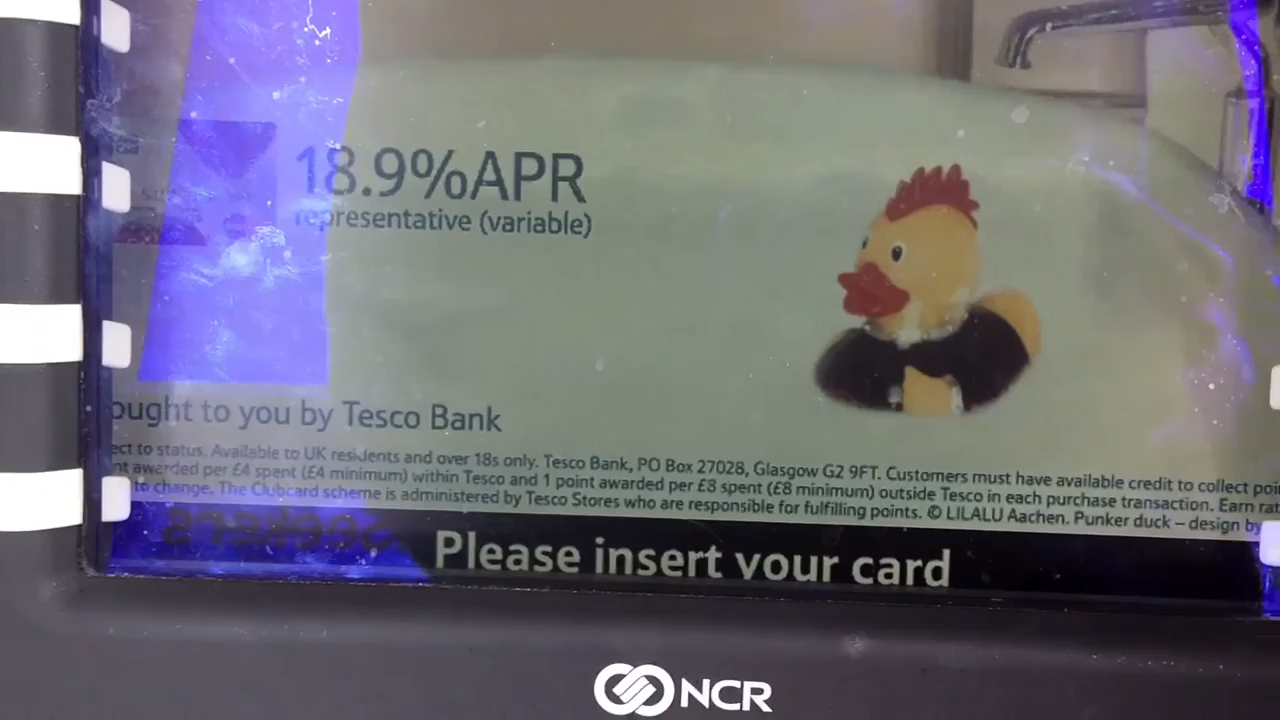 18.9%APR
representative (variable)
ought to you by Tesco Bank
ect to status. Available to UK residents and over 18s only. Tesco Bank, PO Box 27028, Glasgow G2 9FT. Customers must have available credit to collect poi
nt awarded per £4 spent (£4 minimum) within Tesco and 1 point awarded per £8 spent (£8 minimum) outside Tesco in each purchase transaction. Earn rat
to change. The Clubcard scheme is administered by Tesco Stores who are responsible for fulfilling points. © LILALU Aachen. Punker duck – design by
Please insert your card
NCR